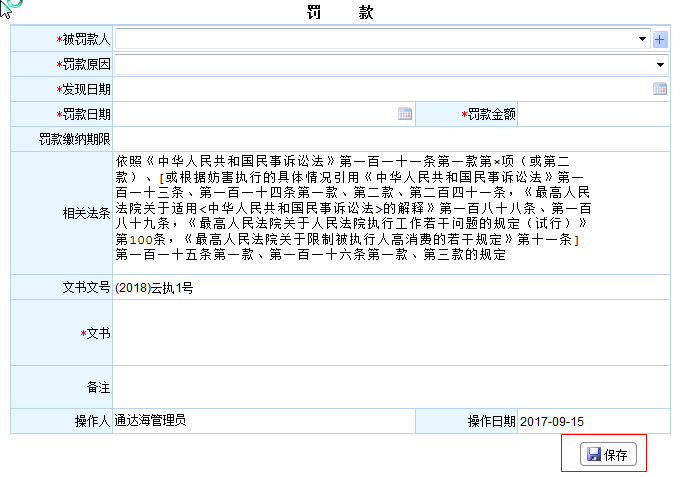 罚 款
*被罚款人
*罚款原因
*发现日期
*罚款日期 *罚款金额
罚款缴纳期限
相关法条
依照《中华人民共和国民事诉讼法》第一百一十一条第一款第×项（或第二
款）、[或根据妨害执行的具体情况引用《中华人民共和国民事诉讼法》第一
百一十三条、第一百一十四条第一款、第二款、第二百四十一条，《最高人民
法院关于适用<中华人民共和国民事诉讼法>的解释》第一百八十八条、第一百
八十九条，《最高人民法院关于人民法院执行工作若干问题的规定（试行）》
第100条，《最高人民法院关于限制被执行人高消费的若干规定》第十一条]
第一百一十五条第一款、第一百一十六条第一款、第三款的规定
文书文号 (2018)云执1号
*文书
备注
操作人 通达海管理员 操作日期 2017-09-15
保存